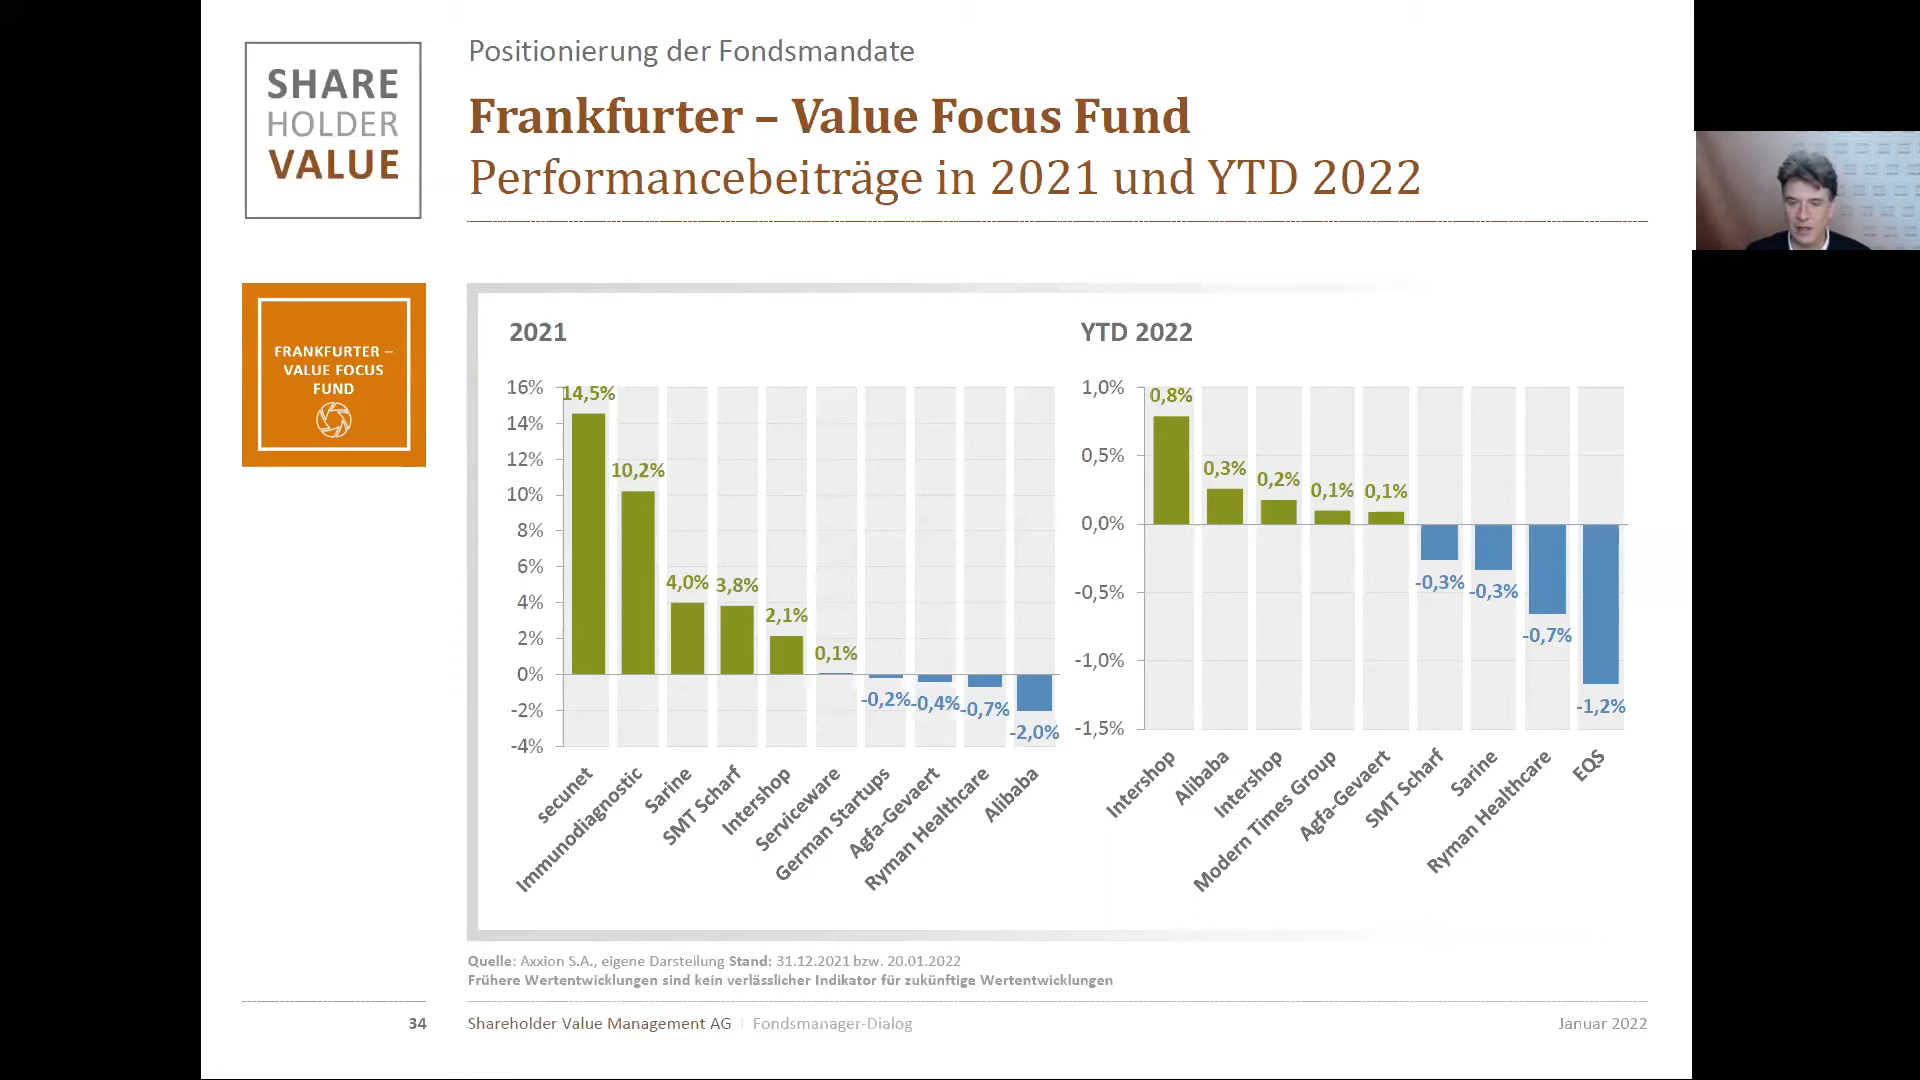 SHARE
HOLDER
VALUE
Positionierung der Fondsmandate
Frankfurter – Value Focus Fund
Performancebeiträge in 2021 und YTD 2022
FRANKFURTER –
VALUE FOCUS
FUND
2021
16%
14%
12%
10%
8%
6%
4%
2%
0%
-2%
-4%
14,5%
10,2%
4,0%
3,8%
2,1%
0,1%
-0,2%
-0,4%
-0,7%
-2,0%
secunet
Immunodiagnostic
Sarine
SMT Scharf
Intershop
Serviceware
German Startups
Agfa-Gevaert
Ryman Healthcare
Alibaba
YTD 2022
1,0%
0,5%
0,0%
-0,5%
-1,0%
-1,5%
0,8%
0,3%
0,2%
0,1%
0,1%
-0,3%
-0,3%
-0,7%
-1,2%
Intershop
Alibaba
Intershop
Modern Times Group
Agfa-Gevaert
SMT Scharf
Sarine
Ryman Healthcare
EQS
Quelle: Axxion S.A., eigene Darstellung Stand: 31.12.2021 bzw. 20.01.2022
Frühere Wertentwicklungen sind kein verlässlicher Indikator für zukünftige Wertentwicklungen
34
Shareholder Value Management AG | Fondsmanager-Dialog
Januar 2022